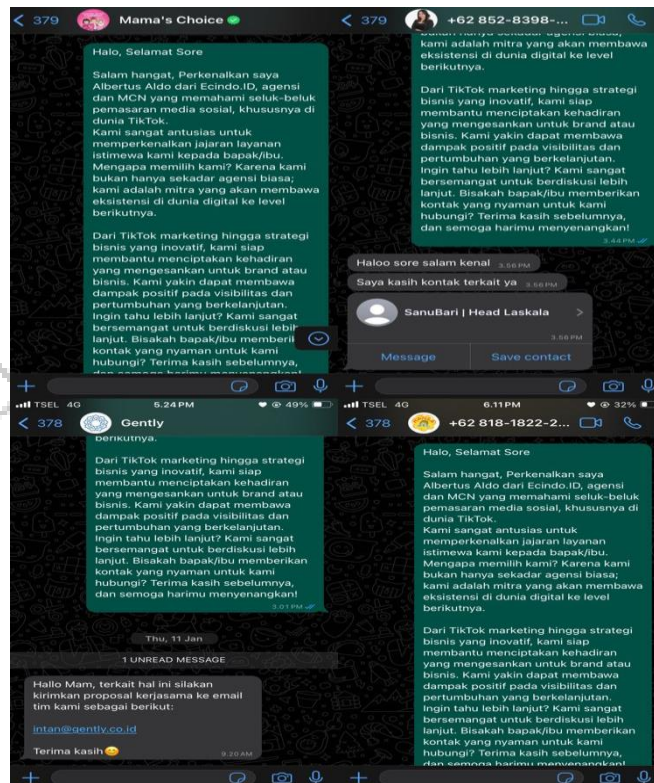 379
Mama's Choice
Halo, Selamat Sore
Salam hangat, Perkenalkan saya
Albertus Aldo dari Ecindo.ID, agensi
dan MCN yang memahami seluk-beluk
pemasaran media sosial, khususnya di
dunia TikTok.
Kami sangat antusias untuk
memperkenalkan jajaran layanan
istimewa kami kepada bapak/ibu.
Mengapa memilih kami? Karena kami
bukan hanya sekadar agensi biasa;
kami adalah mitra yang akan membawa
eksistensi di dunia digital ke level
berikutnya.
Dari TikTok marketing hingga strategi
bisnis yang inovatif, kami siap
membantu menciptakan kehadiran
yang mengesankan untuk brand atau
bisnis. Kami yakin dapat membawa
dampak positif pada visibilitas dan
pertumbuhan yang berkelanjutan.
Ingin tahu lebih lanjut? Kami sangat
bersemangat untuk berdiskusi lebih
lanjut. Bisakah bapak/ibu memberi
kontak yang nyaman untuk kami
hubungi? Terima kasih sebelumnya,
dan semoga harimu menyenangkan!
379
+62 852-8398-...
bukan hanya sekadar agensi biasa;
kami adalah mitra yang akan membawa
eksistensi di dunia digital ke level
berikutnya.
Dari TikTok marketing hingga strategi
bisnis yang inovatif, kami siap
membantu menciptakan kehadiran
yang mengesankan untuk brand atau
bisnis. Kami yakin dapat membawa
dampak positif pada visibilitas dan
pertumbuhan yang berkelanjutan.
Ingin tahu lebih lanjut? Kami sangat
bersemangat untuk berdiskusi lebih
lanjut. Bisakah bapak/ibu memberikan
kontak yang nyaman untuk kami
hubungi? Terima kasih sebelumnya,
dan semoga harimu menyenangkan!
3.44 PM
Haloo sore salam kenal 3.56 PM
Saya kasih kontak terkait ya 3.56 PM
SanuBari | Head Laskala
3.56 PM
Message Save contact
TSEL 4G 5.24 PM 49%
378
Gently
berikutnya.
Dari TikTok marketing hingga strategi
bisnis yang inovatif, kami siap
membantu menciptakan kehadiran
yang mengesankan untuk brand atau
bisnis. Kami yakin dapat membawa
dampak positif pada visibilitas dan
pertumbuhan yang berkelanjutan.
Ingin tahu lebih lanjut? Kami sangat
bersemangat untuk berdiskusi lebih
lanjut. Bisakah bapak/ibu memberikan
kontak yang nyaman untuk kami
hubungi? Terima kasih sebelumnya,
dan semoga harimu menyenangkan!
3.01 PM
Thu, 11 Jan
1 UNREAD MESSAGE
Hallo Mam, terkait hal ini silakan
kirimkan proposal kerjasama ke email
tim kami sebagai berikut:
intan@gently.co.id
Terima kasih😊 9.20 AM
TSEL 4G 6.11 PM 32%
378
+62 818-1822-2...
Halo, Selamat Sore
Salam hangat, Perkenalkan saya
Albertus Aldo dari Ecindo.ID, agensi
dan MCN yang memahami seluk-beluk
pemasaran media sosial, khususnya di
dunia TikTok.
Kami sangat antusias untuk
memperkenalkan jajaran layanan
istimewa kami kepada bapak/ibu.
Mengapa memilih kami? Karena kami
bukan hanya sekadar agensi biasa;
kami adalah mitra yang akan membawa
eksistensi di dunia digital ke level
berikutnya.
Dari TikTok marketing hingga strategi
bisnis yang inovatif, kami siap
membantu menciptakan kehadiran
yang mengesankan untuk brand atau
bisnis. Kami yakin dapat membawa
dampak positif pada visibilitas dan
pertumbuhan yang berkelanjutan.
Ingin tahu lebih lanjut? Kami sangat
bersemangat untuk berdiskusi lebih
lanjut. Bisakah bapak/ibu memberikan
kontak yang nyaman untuk kami
hubungi? Terima kasih sebelumnya,
dan semoga harimu menyenangkan!